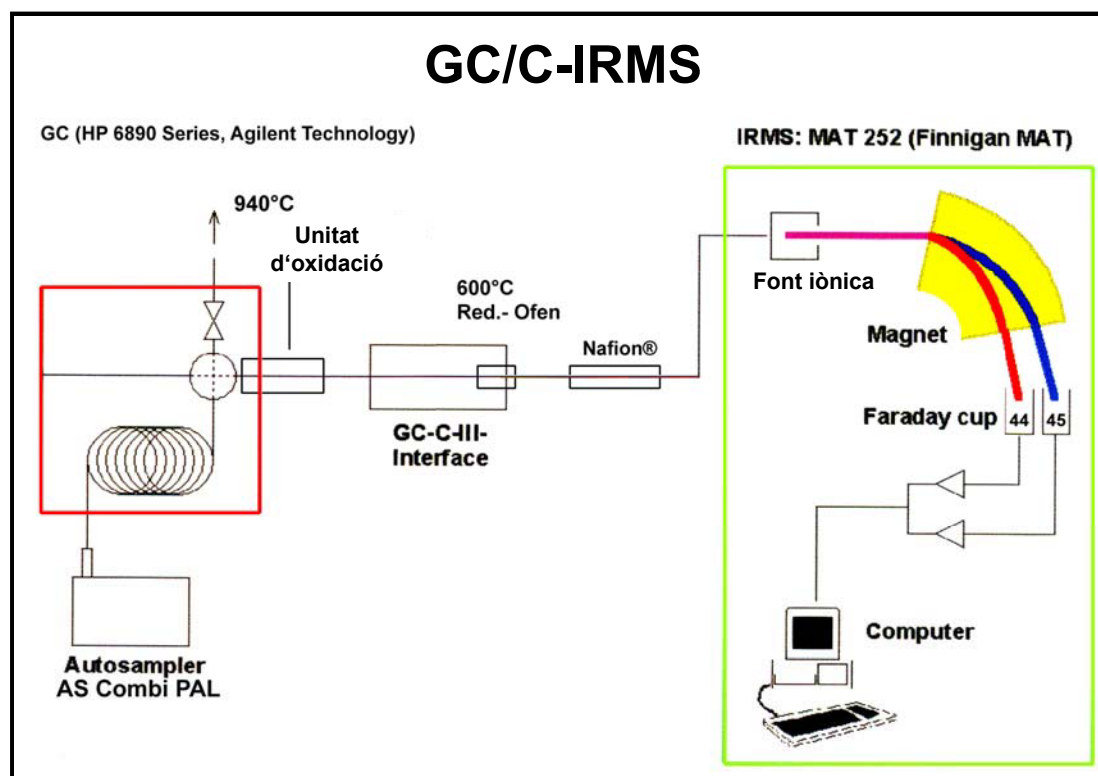 GC/C-IRMS
GC (HP 6890 Series, Agilent Technology)
IRMS: MAT 252 (Finnigan MAT)
940°C
Unitat
d‘oxidació
600°C
Red.- Ofen
Nafion®
Font iònica
Magnet
GC-C-III-
Interface
Faraday cup
44
45
Computer
Autosampler
AS Combi PAL